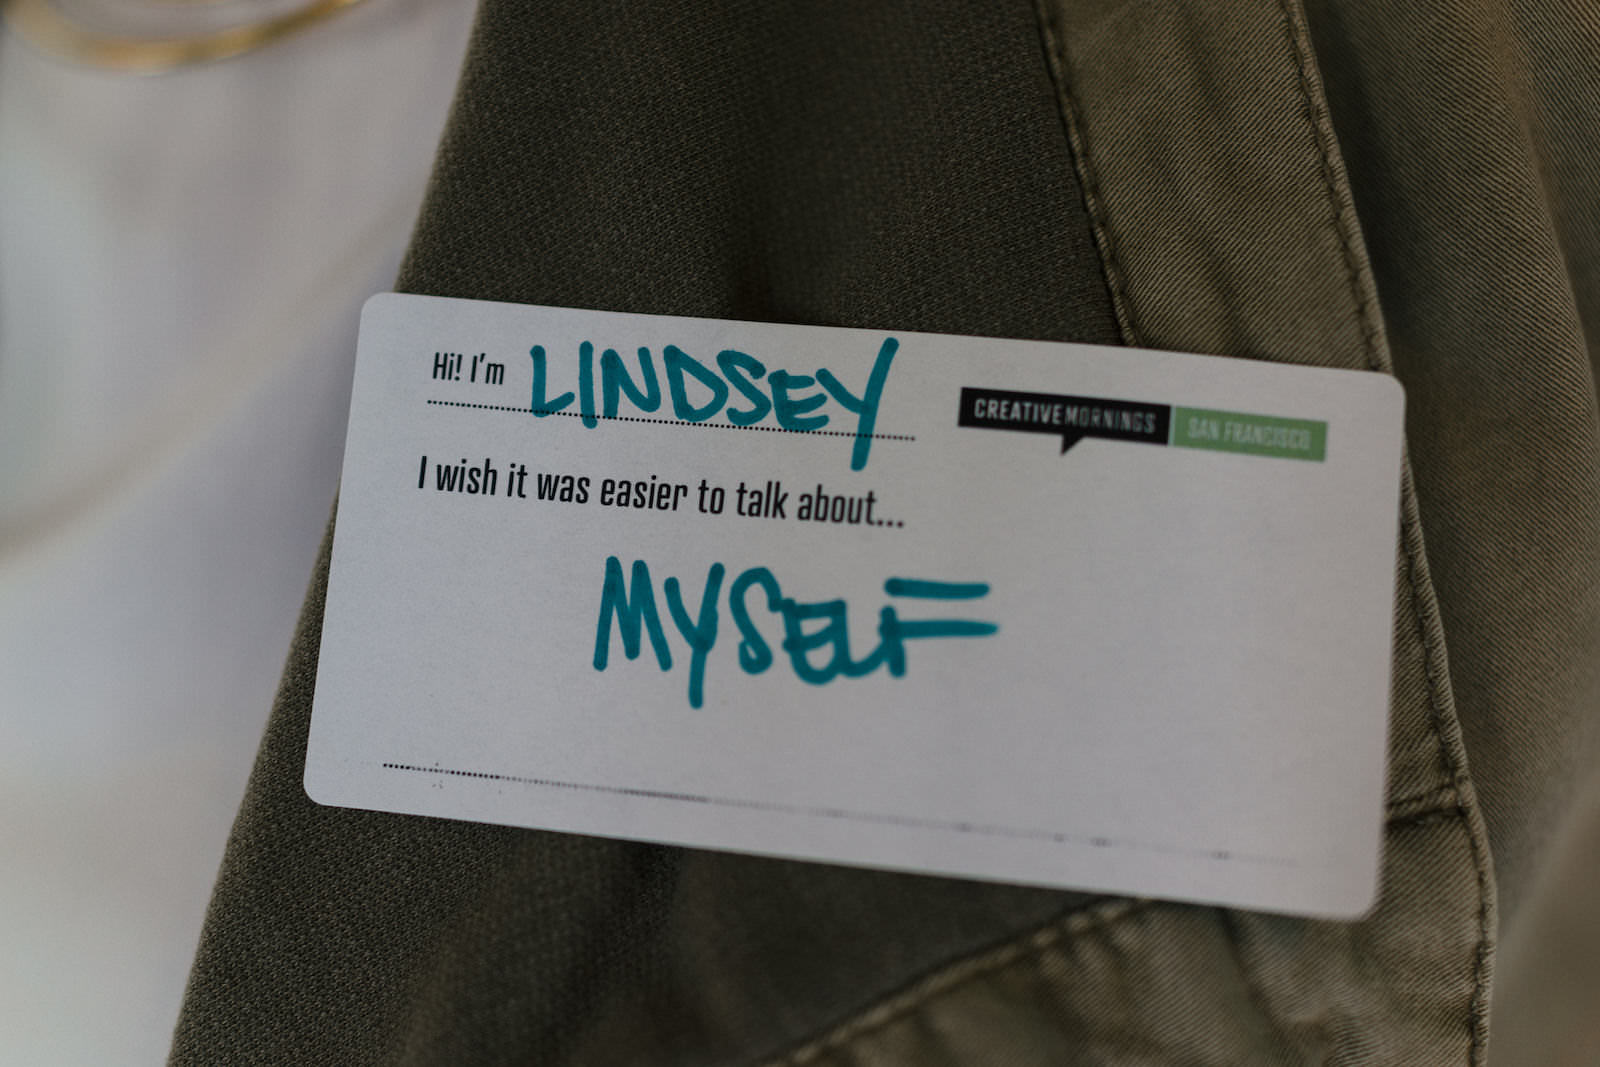 Hi! I'm LINDSEY
CREATIVEMORNINGS SAN FRANCISCO
I wish it was easier to talk about...
MYSELF